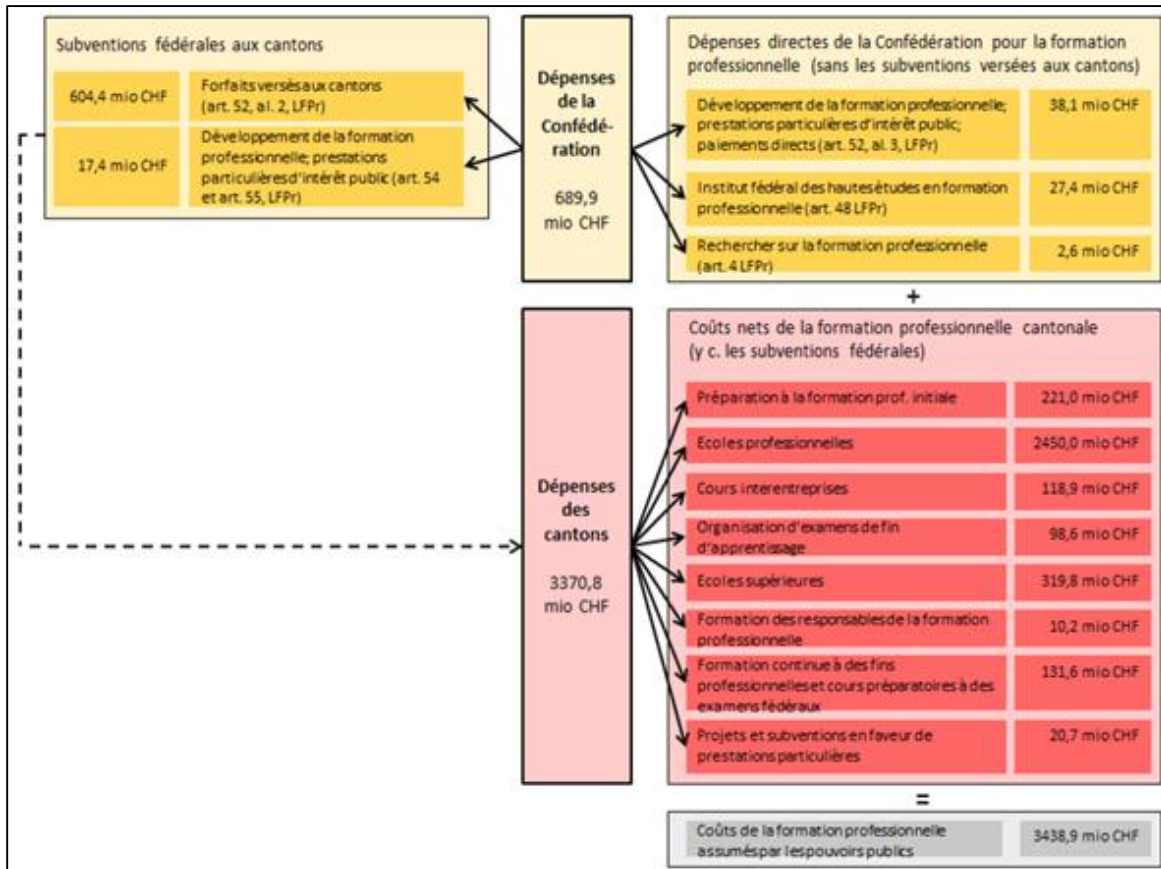 Subventions fédérales aux cantons
604,4 mio CHF
Forfaits versés aux cantons
(art. 52, al. 2, LFPr)
17,4 mio CHF
Développement de la formation
professionnelle; prestations
particulières d'intérêt public (art. 54
et art. 55, LFPr)
Dépenses
de la
Confédé-
ration
689,9
mio CHF
Dépenses directes de la Confédération pour la formation
professionnelle (sans les subventions versées aux cantons)
Développement de la formation professionnelle;
prestations particulières d'intérêt public;
paiements directs (art. 52, al. 3, LFPr)
38,1 mio CHF
Institut fédéral des hautes études en formation
professionnelle (art. 48 LFPr)
27,4 mio CHF
Rechercher sur la formation professionnelle
(art. 4 LFPr)
2,6 mio CHF
+
Dépenses
des
cantons
3370,8
mio CHF
Coûts nets de la formation professionnelle cantonale
(y c. les subventions fédérales)
Préparation à la formation prof. initiale
221,0 mio CHF
Ecoles professionnelles
2450,0 mio CHF
Cours interentreprises
118,9 mio CHF
Organisation d'examens de fin
d'apprentissage
98,6 mio CHF
Ecoles supérieures
319,8 mio CHF
Formation des responsables de la formation
professionnelle
10,2 mio CHF
Formation continue à des fins
professionnelles et cours préparatoires à des
examens fédéraux
131,6 mio CHF
Projets et subventions en faveur de
prestations particulières
20,7 mio CHF
=
Coûts de la formation professionnelle
assumés par les pouvoirs publics
3438,9 mio CHF